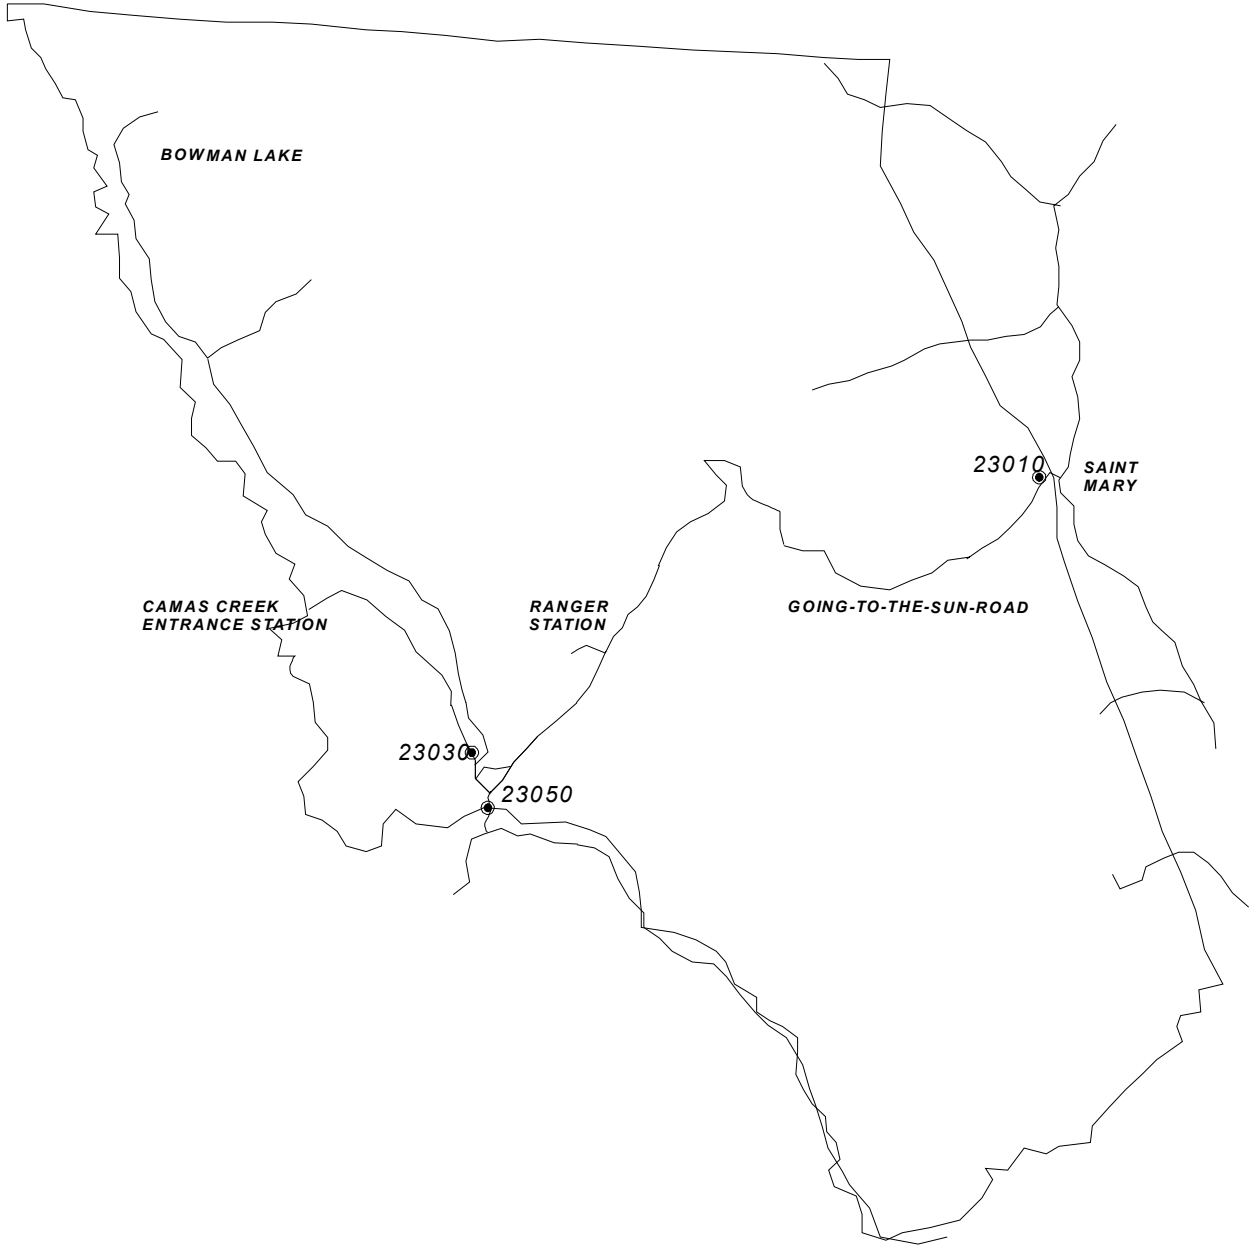 BOWMAN LAKE
23010
SAINT
MARY
CAMAS CREEK
ENTRANCE STATION
RANGER
STATION
GOING-TO-THE-SUN-ROAD
23030
23050